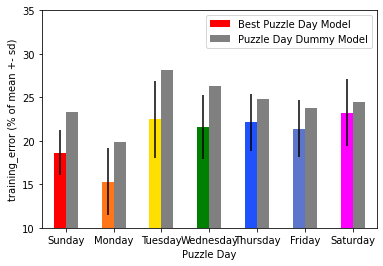 35
30
25
20
15
10
training_error (% of mean +- sd)
Best Puzzle Day Model
Puzzle Day Dummy Model
Sunday Monday Tuesday Wednesday Thursday Friday Saturday
Puzzle Day